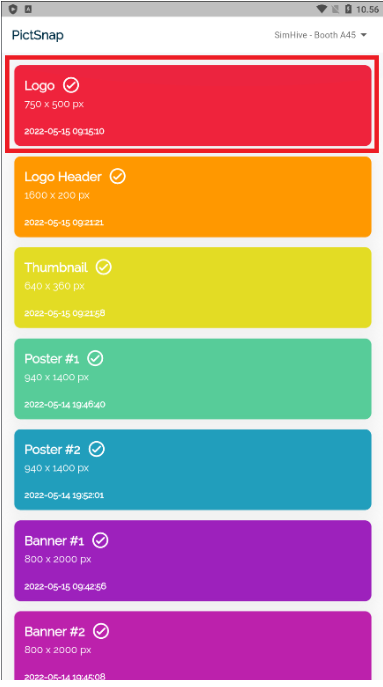 10.56
PictSnap
SimHive - Booth A45
Logo
750 x 500 px
2022-05-15 09:15:10
Logo Header
1600 x 200 px
2022-05-15 09:21:21
Thumbnail
640 x 360 px
2022-05-15 09:21:58
Poster #1
940 x 1400 px
2022-05-14 19:46:40
Poster #2
940 x 1400 px
2022-05-14 19:52:01
Banner #1
800 x 2000 px
2022-05-15 09:42:56
Banner #2
800 x 2000 px
2022-05-14 19:45:08